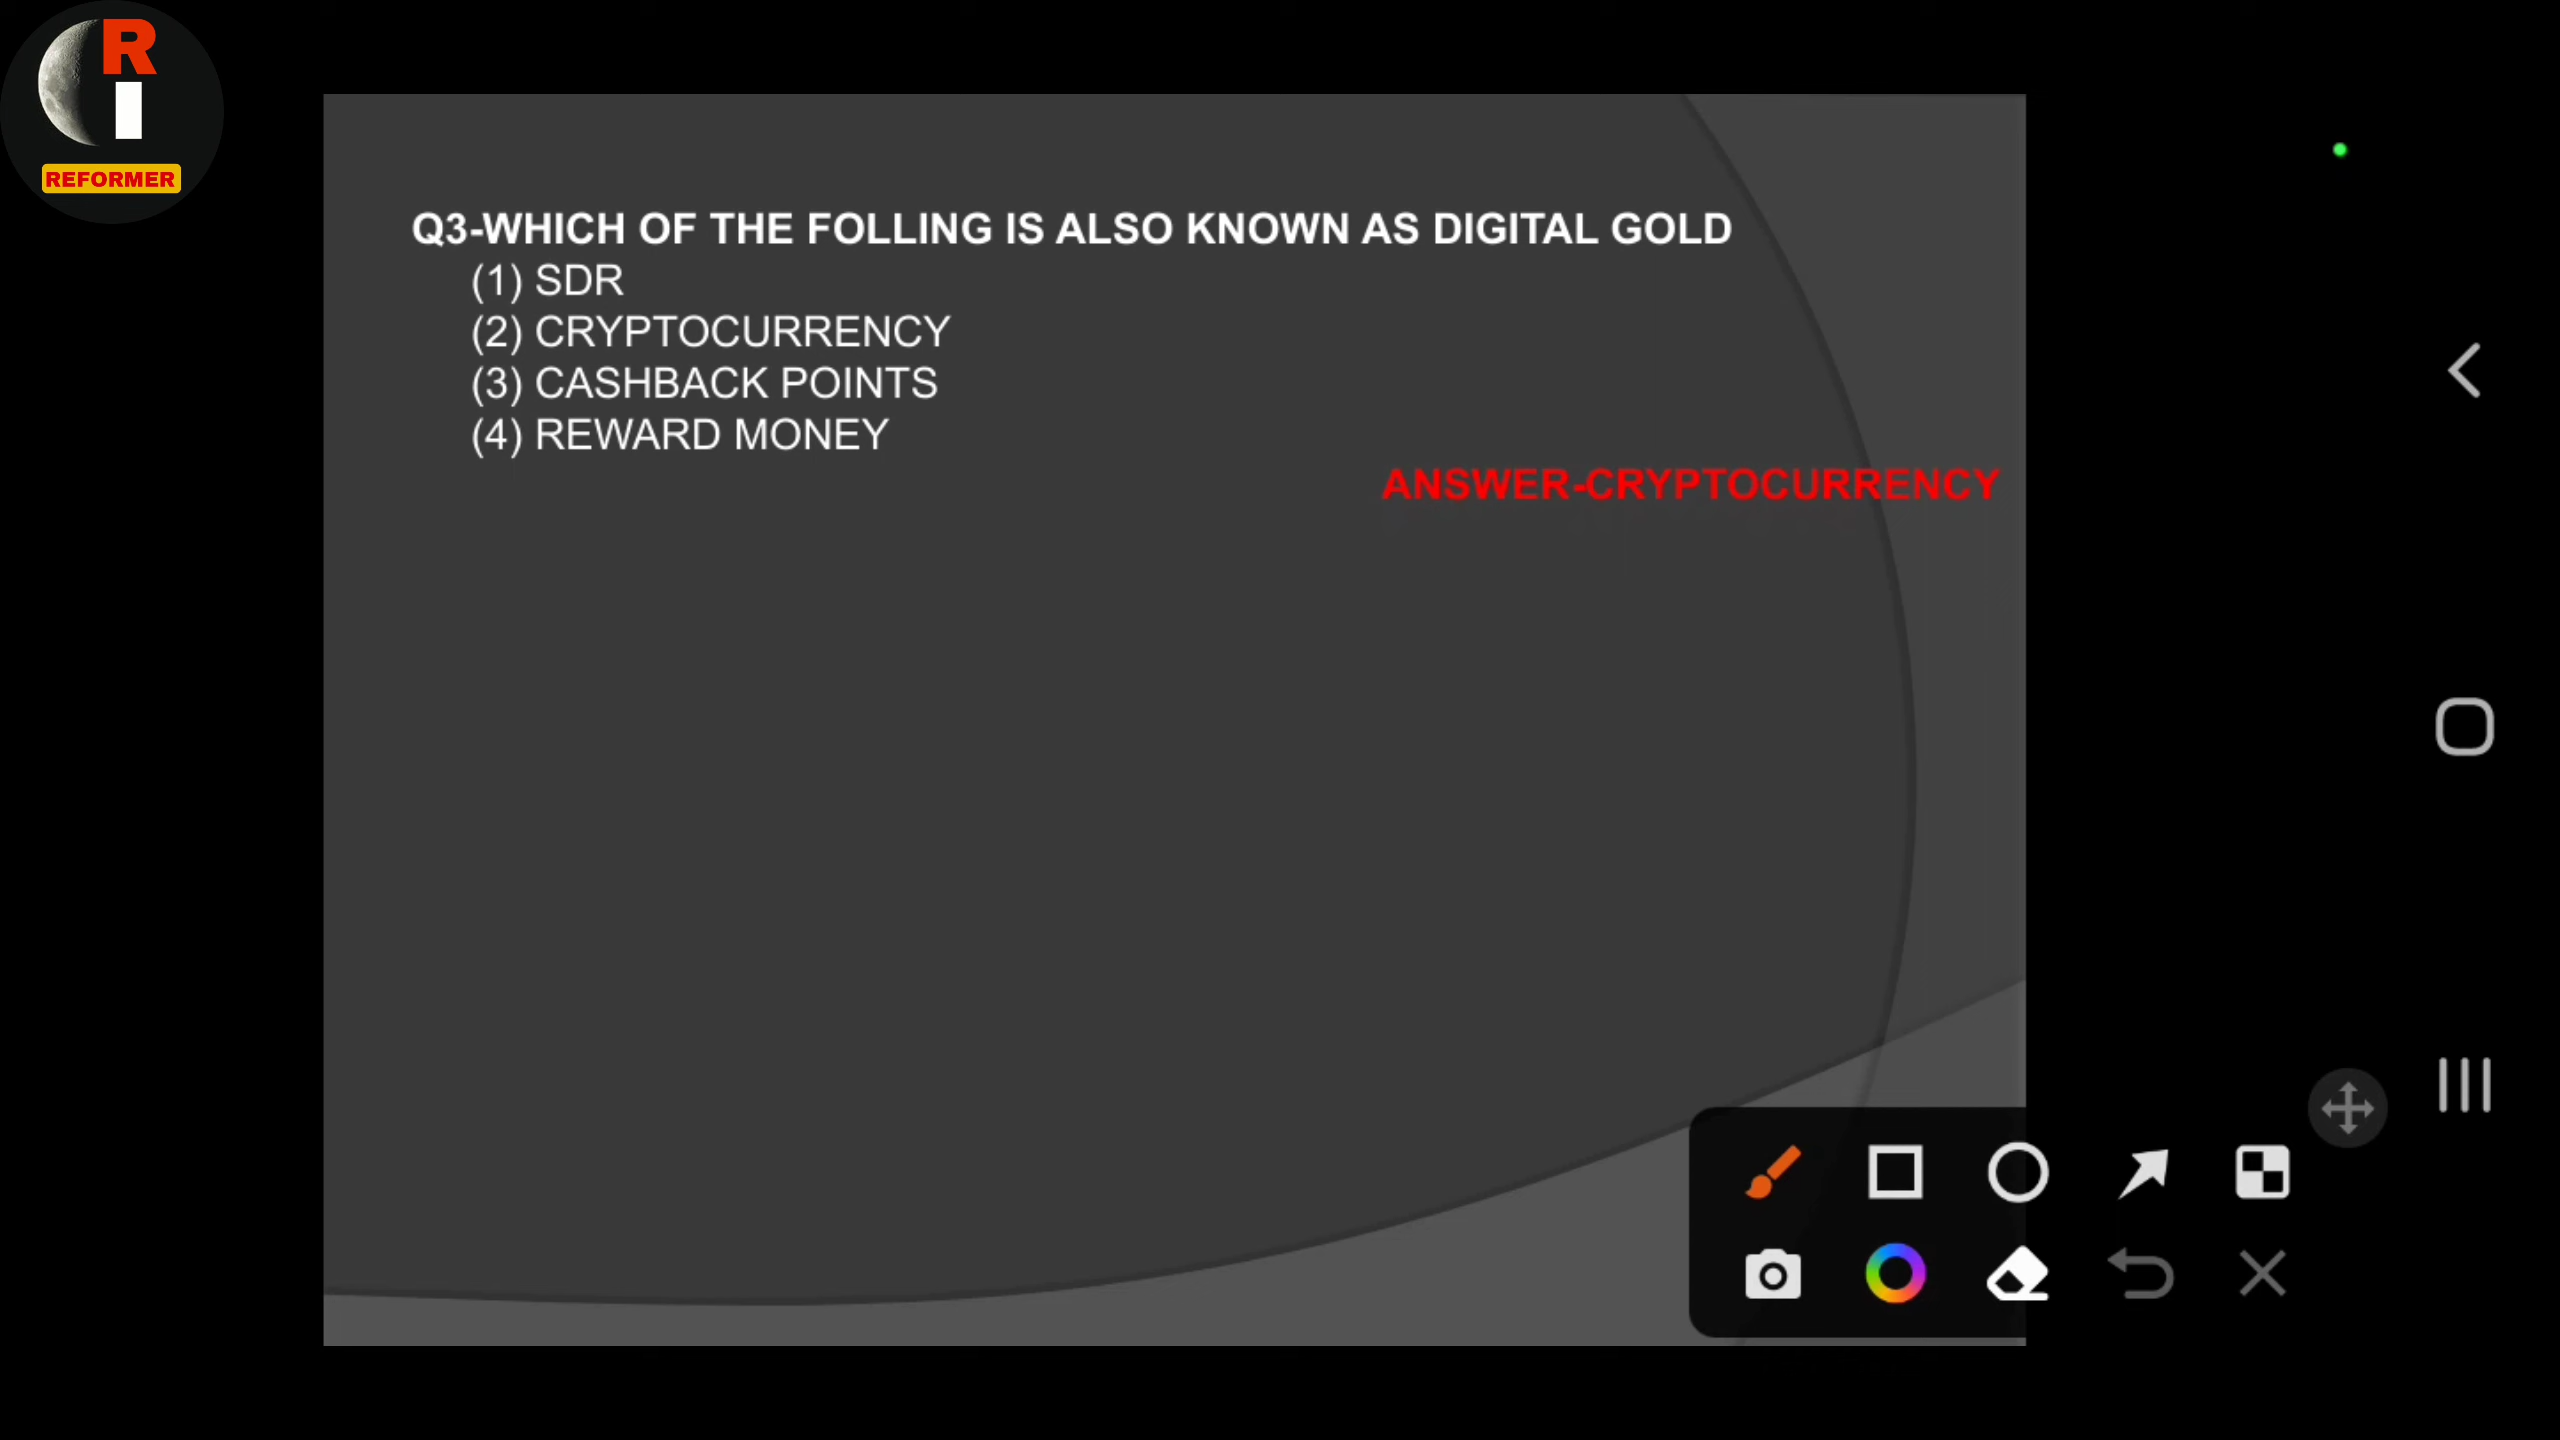 R
I
REFORMER
Q3-WHICH OF THE FOLLING IS ALSO KNOWN AS DIGITAL GOLD
(1) SDR
(2) CRYPTOCURRENCY
(3) CASHBACK POINTS
(4) REWARD MONEY
ANSWER-CRYPTOCURRENCY